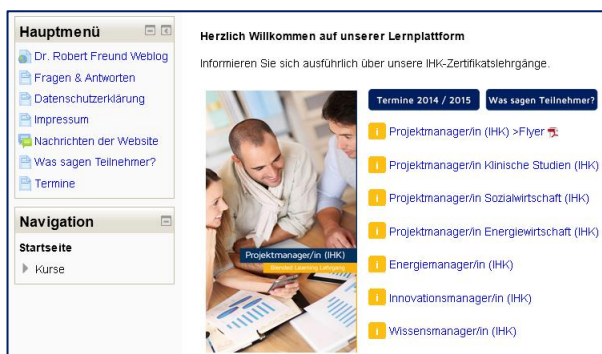 Hauptmenü
Dr. Robert Freund Weblog
Fragen & Antworten
Datenschutzerklärung
Impressum
Nachrichten der Website
Was sagen Teilnehmer?
Termine
Navigation
Startseite
Kurse
Herzlich Willkommen auf unserer Lernplattform
Informieren Sie sich ausführlich über unsere IHK-Zertifikatslehrgänge.
Projektmanager/in (IHK)
Blended Learning Lehrgang
Termine 2014 / 2015
Was sagen Teilnehmer?
Projektmanager/in (IHK) >Flyer
Projektmanager/in Klinische Studien (IHK)
Projektmanager/in Sozialwirtschaft (IHK)
Projektmanager/in Energiewirtschaft (IHK)
Energiemanager/in (IHK)
Innovationsmanager/in (IHK)
Wissensmanager/in (IHK)